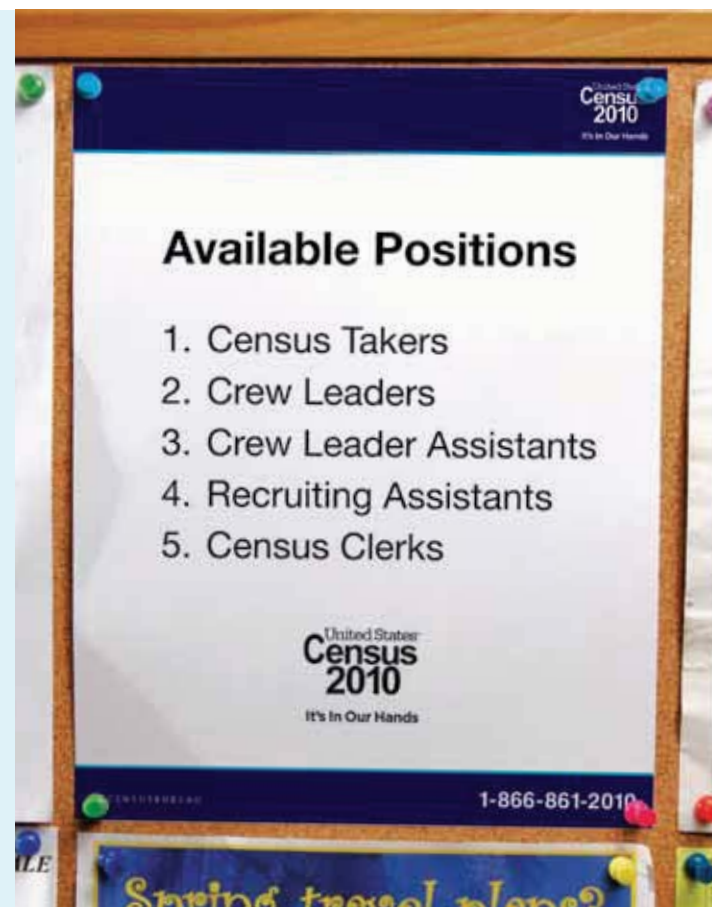 United States
Census
2010
It's In Our Hands
Available Positions
1. Census Takers
2. Crew Leaders
3. Crew Leader Assistants
4. Recruiting Assistants
5. Census Clerks
United States
Census
2010
It's In Our Hands
1-866-861-2010
Spring travel plans?